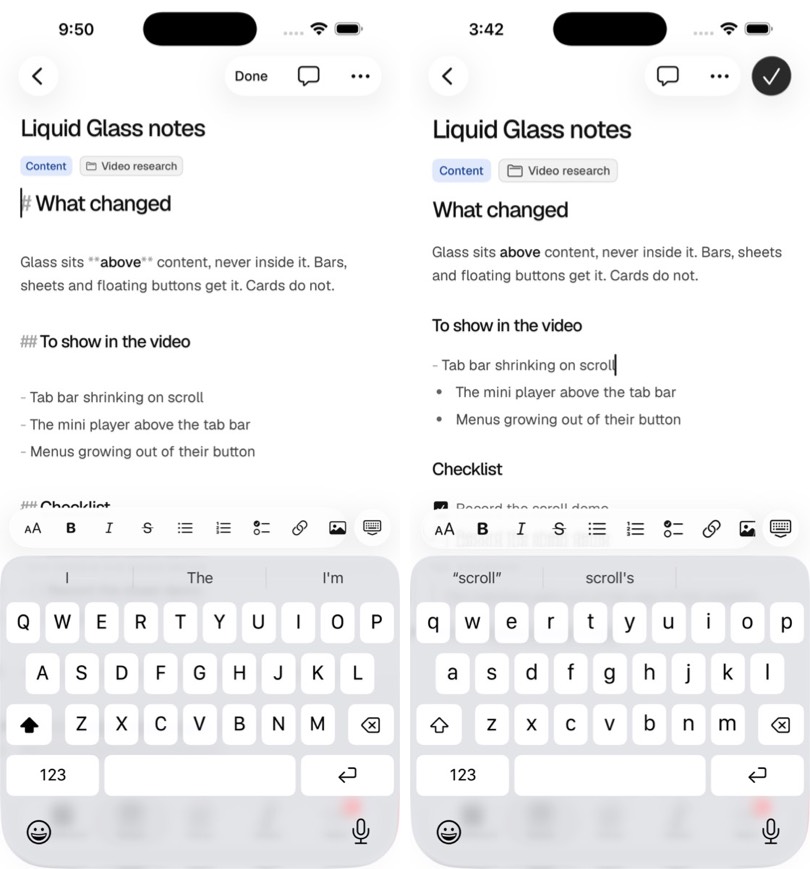 9:50
Done
Liquid Glass notes
Content
Video research
# What changed
Glass sits **above** content, never inside it. Bars,
sheets and floating buttons get it. Cards do not.
## To show in the video
- Tab bar shrinking on scroll
- The mini player above the tab bar
- Menus growing out of their button
## Checklist
AA B I S
I The I'm
Q W E R T Y U I O P
A S D F G H J K L
Z X C V B N M
123
3:42
Liquid Glass notes
Content
Video research
What changed
Glass sits above content, never inside it. Bars, sheets
and floating buttons get it. Cards do not.
To show in the video
- Tab bar shrinking on scroll
• The mini player above the tab bar
• Menus growing out of their button
Checklist
Record the scroll demo
AA B I S
“scroll” scroll's
q w e r t y u i o p
a s d f g h j k l
z x c v b n m
123